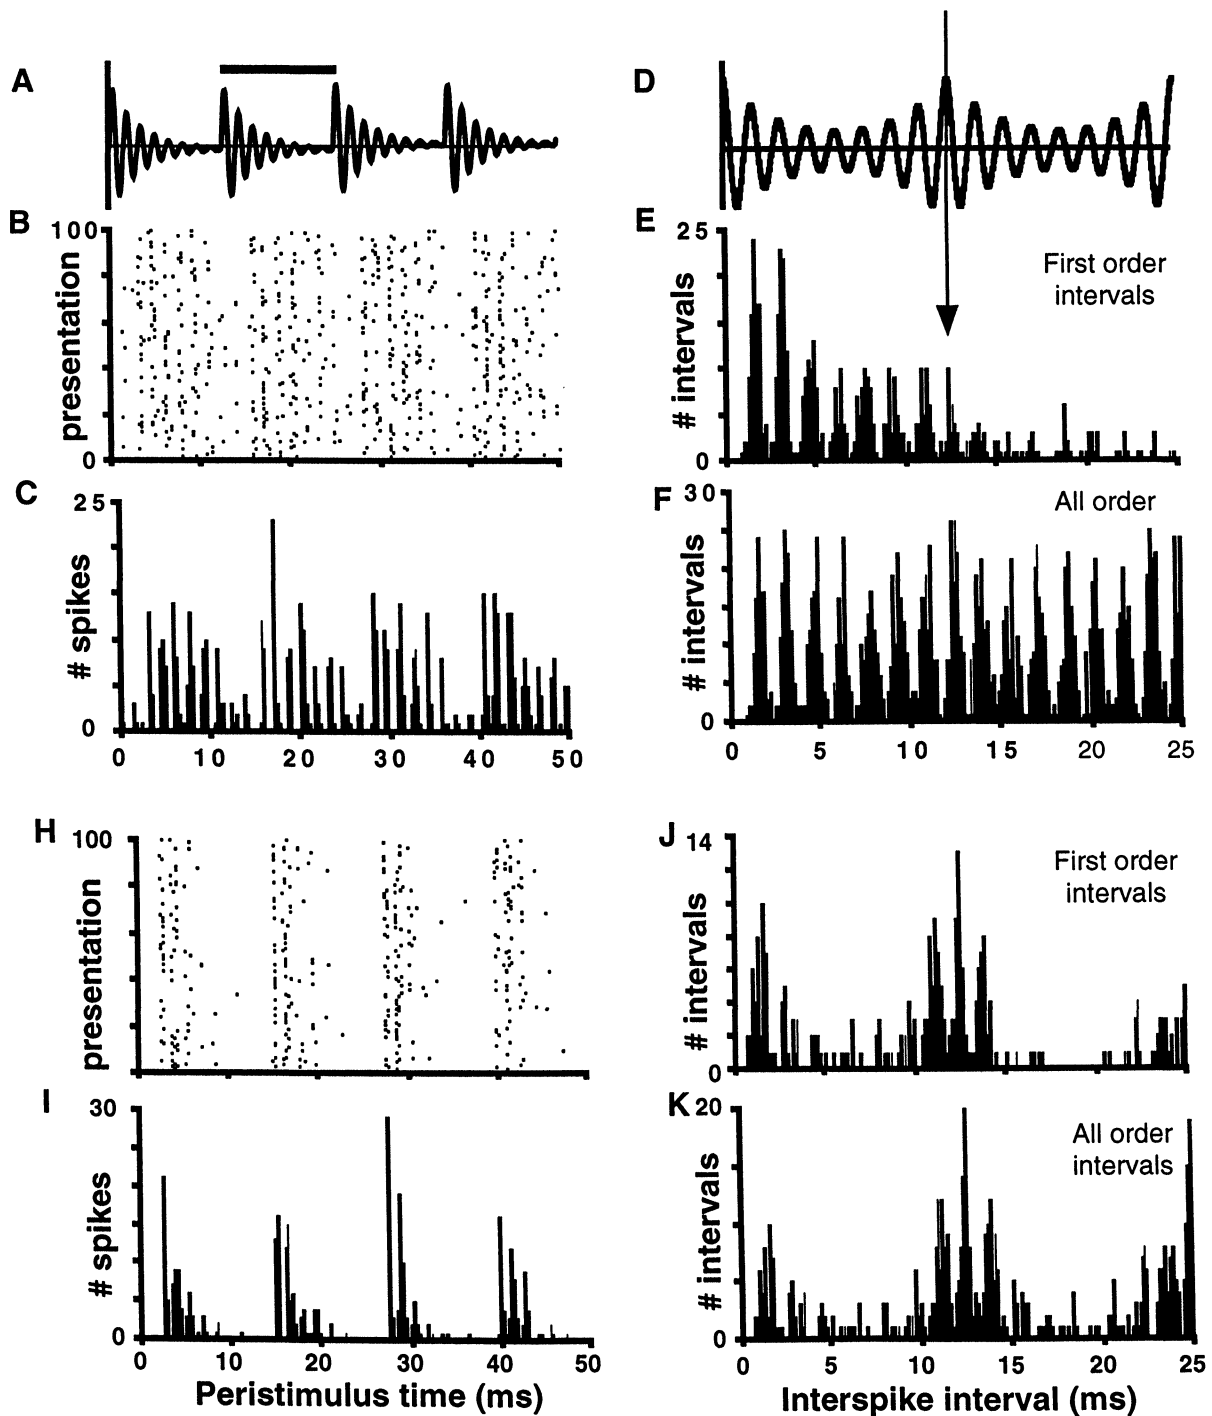 A
D
B
100
presentation
0
E
25
# intervals
0
First order
intervals
C
25
# spikes
0
0 10 20 30 40 50
F
30
# intervals
0
All order
0 5 10 15 20 25
H
100
presentation
0
J
14
# intervals
0
First order
intervals
I
30
# spikes
0
0 10 20 30 40 50
Peristimulus time (ms)
K
20
# intervals
0
All order
intervals
0 5 10 15 20 25
Interspike interval (ms)